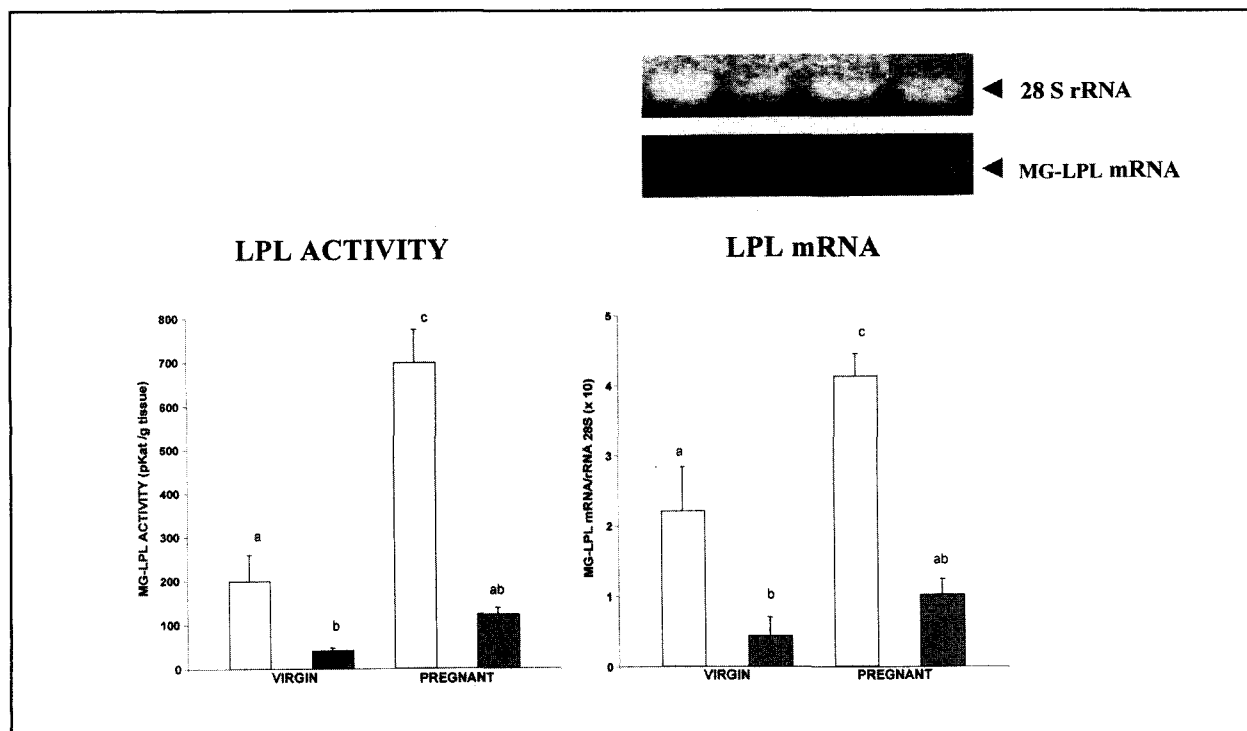 28 S rRNA
MG-LPL mRNA
LPL ACTIVITY
LPL mRNA
MG-LPL ACTIVITY (pKat /g tissue)
800
700
600
500
400
300
200
100
0
a
b
c
ab
VIRGIN
PREGNANT
MG-LPL mRNA/rRNA 28S (x 10)
5
4
3
2
1
0
a
b
c
ab
VIRGIN
PREGNANT